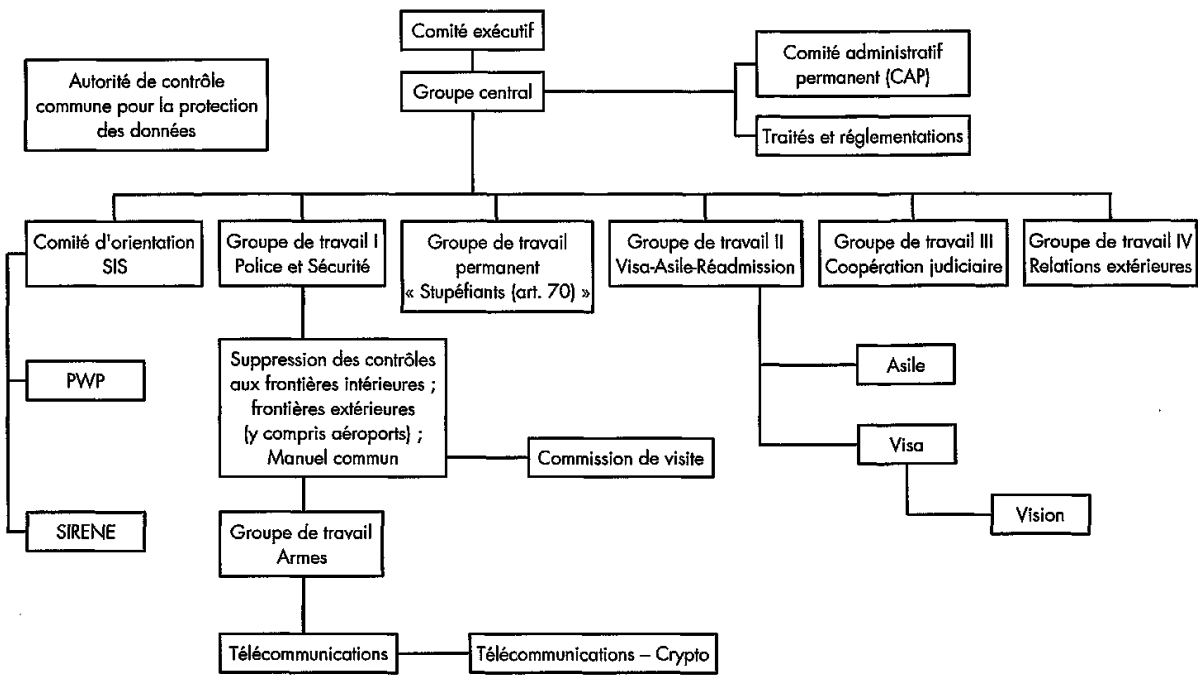 Comité exécutif
Groupe central
Comité administratif
permanent (CAP)
Traités et réglementations
Autorité de contrôle
commune pour la protection
des données
Comité d'orientation
SIS
Groupe de travail I
Police et Sécurité
Groupe de travail
permanent
« Stupéfiants (art. 70) »
Groupe de travail II
Visa-Asile-Réadmission
Groupe de travail III
Coopération judiciaire
Groupe de travail IV
Relations extérieures
PWP
SIRENE
Suppression des contrôles
aux frontières intérieures ;
frontières extérieures
(y compris aéroports) ;
Manuel commun
Commission de visite
Groupe de travail
Armes
Télécommunications
Télécommunications – Crypto
Asile
Visa
Vision